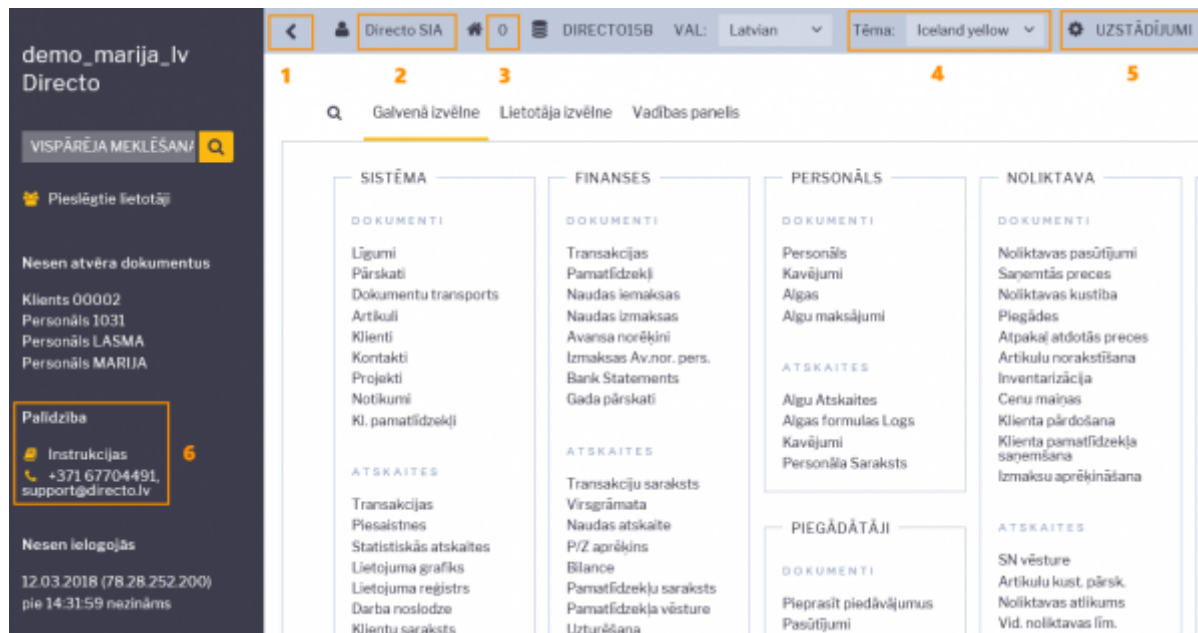 demo_marija_lv
Directo
VISPĀRĒJA MEKLĒŠANA
Pieslēgtie lietotāji
Nesen atvēra dokumentus
Klients 00002
Personāls 1031
Personāls LASMA
Personāls MARIJA
Palīdzība
Instrukcijas
+371 67704491,
support@directo.lv
6
Nesen ielogojās
12.03.2018 (78.28.252.200)
pie 14:31:59 nezināms
Directo SIA
0
DIRECTO15B
VAL:
Latvian
Tēma:
Iceland yellow
UZSTĀDĪJUMI
1
2
3
4
5
Galvenā izvēlne
Lietotāja izvēlne
Vadības panelis
SISTĒMA
DOKUMENTI
Līgumi
Pārskati
Dokumentu transports
Artikuli
Klienti
Kontakti
Projekti
Notikumi
Kl. pamatlīdzekļi
ATSKAITES
Transakcijas
Piesaistnes
Statistiskās atskaites
Lietojuma grafiks
Lietojuma reģistrs
Darba noslodze
Klientu saraksts
FINANSES
DOKUMENTI
Transakcijas
Pamatlīdzekļi
Naudas iemaksas
Naudas izmaksas
Avansa norēķini
Izmaksas Av.nor. pers.
Bank Statements
Gada pārskati
ATSKAITES
Transakciju saraksts
Virsgrāmata
Naudas atskaite
P/Z aprēķins
Bilance
Pamatlīdzekļu saraksts
Pamatlīdzekļa vēsture
Uzturēšana
PERSONĀLS
DOKUMENTI
Personāls
Kavējumi
Algas
Algu maksājumi
ATSKAITES
Algu Atskaites
Algas formulas Logs
Kavējumi
Personāla Saraksts
PIEGĀDĀTĀJI
DOKUMENTI
Pieprasīt piedāvājumus
Pasūtījumi
NOLIKTAVA
DOKUMENTI
Noliktavas pasūtījumi
Saņemtās preces
Noliktavas kustība
Piegādes
Atpakaļ atdotās preces
Artikulu norakstīšana
Inventarizācija
Cenu maiņas
Klienta pārdošana
Klienta pamatlīdzekļa
saņemšana
Izmaksu aprēķināšana
ATSKAITES
SN vēsture
Artikulu kust. pārsk.
Noliktavas atlikums
Vid. noliktavas līm.